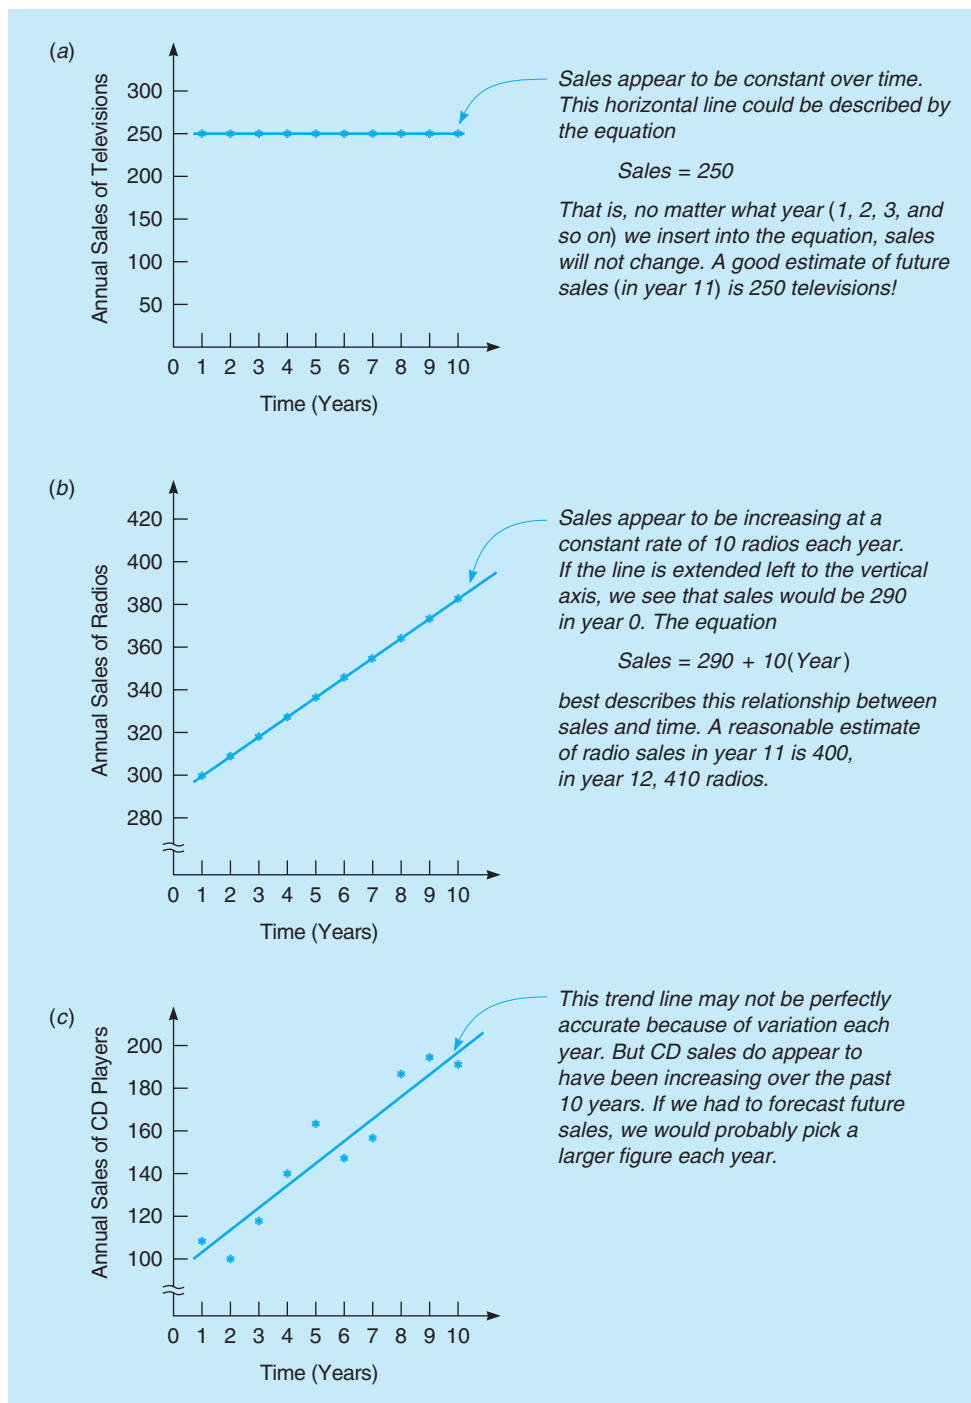 (a)
Annual Sales of Televisions
300
250
200
150
100
50
0 1 2 3 4 5 6 7 8 9 10
Time (Years)
Sales appear to be constant over time.
This horizontal line could be described by
the equation
Sales = 250
That is, no matter what year (1, 2, 3, and
so on) we insert into the equation, sales
will not change. A good estimate of future
sales (in year 11) is 250 televisions!
(b)
Annual Sales of Radios
420
400
380
360
340
320
300
280
0 1 2 3 4 5 6 7 8 9 10
Time (Years)
Sales appear to be increasing at a
constant rate of 10 radios each year.
If the line is extended left to the vertical
axis, we see that sales would be 290
in year 0. The equation
Sales = 290 + 10(Year)
best describes this relationship between
sales and time. A reasonable estimate
of radio sales in year 11 is 400,
in year 12, 410 radios.
(c)
Annual Sales of CD Players
200
180
160
140
120
100
0 1 2 3 4 5 6 7 8 9 10
Time (Years)
This trend line may not be perfectly
accurate because of variation each
year. But CD sales do appear to
have been increasing over the past
10 years. If we had to forecast future
sales, we would probably pick a
larger figure each year.